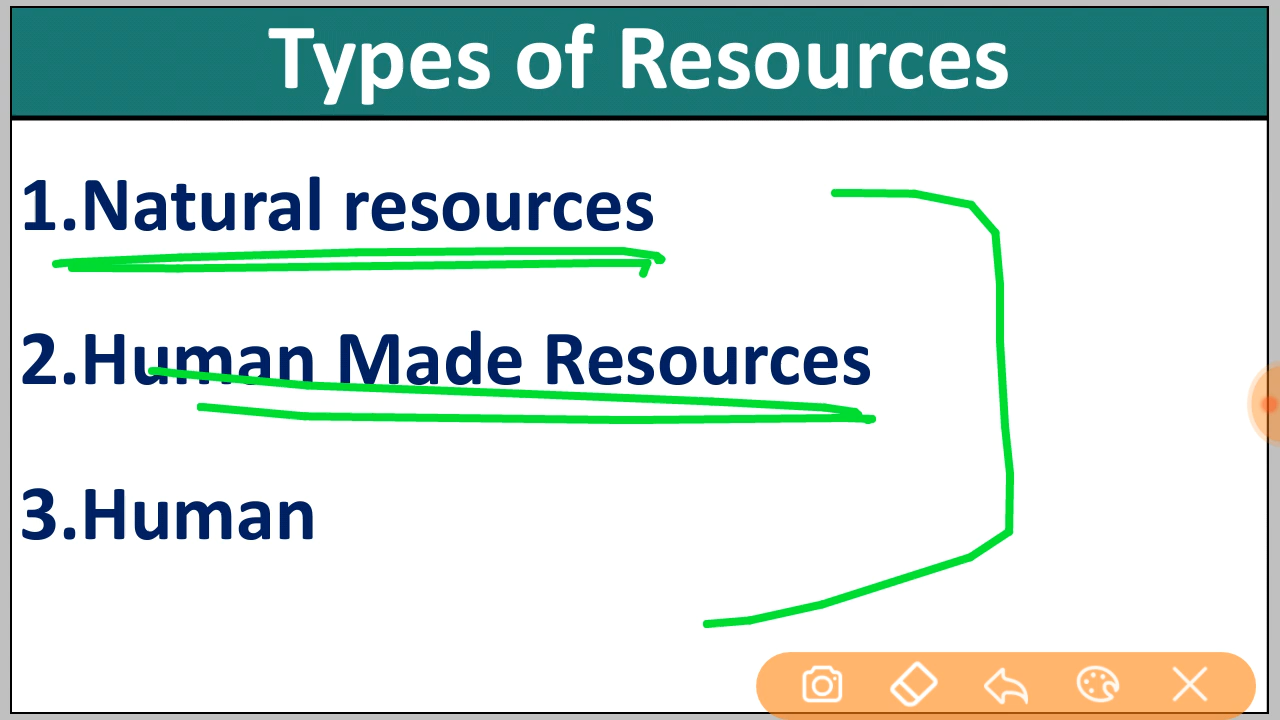 Types of Resources
1.Natural resources
2.Human Made Resources
3.Human